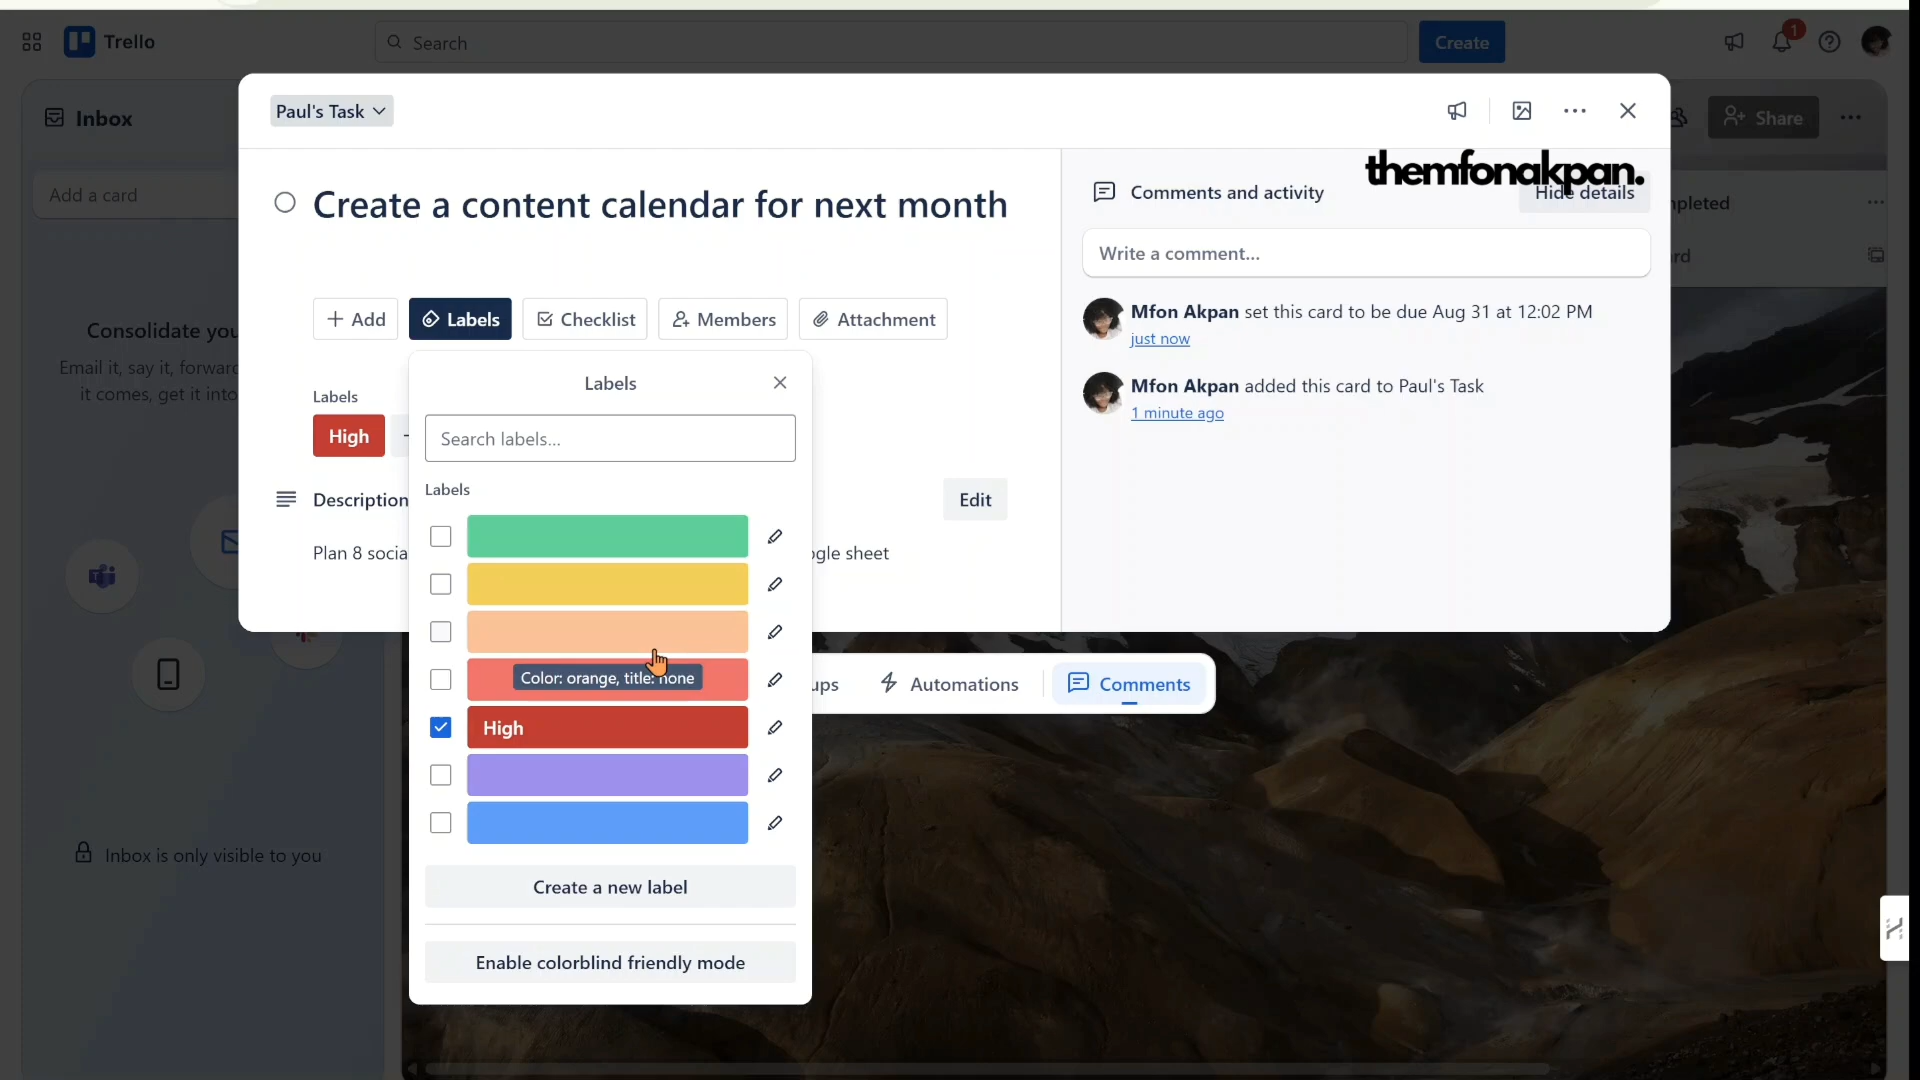 Trello
Search
Create
1
Inbox
Add a card
Consolidate you
Email it, say it, forward
it comes, get it into
Inbox is only visible to you
Share
mpleted
rd
Paul's Task
themfonakpan.
Create a content calendar for next month
Add
Labels
Checklist
Members
Attachment
Labels
High
Description
Edit
Plan 8 socia
ogle sheet
Labels
Search labels...
Labels
Color: orange, title: none
High
Create a new label
Enable colorblind friendly mode
Comments and activity
Hide details
Write a comment...
Mfon Akpan set this card to be due Aug 31 at 12:02 PM
just now
Mfon Akpan added this card to Paul's Task
1 minute ago
ups
Automations
Comments